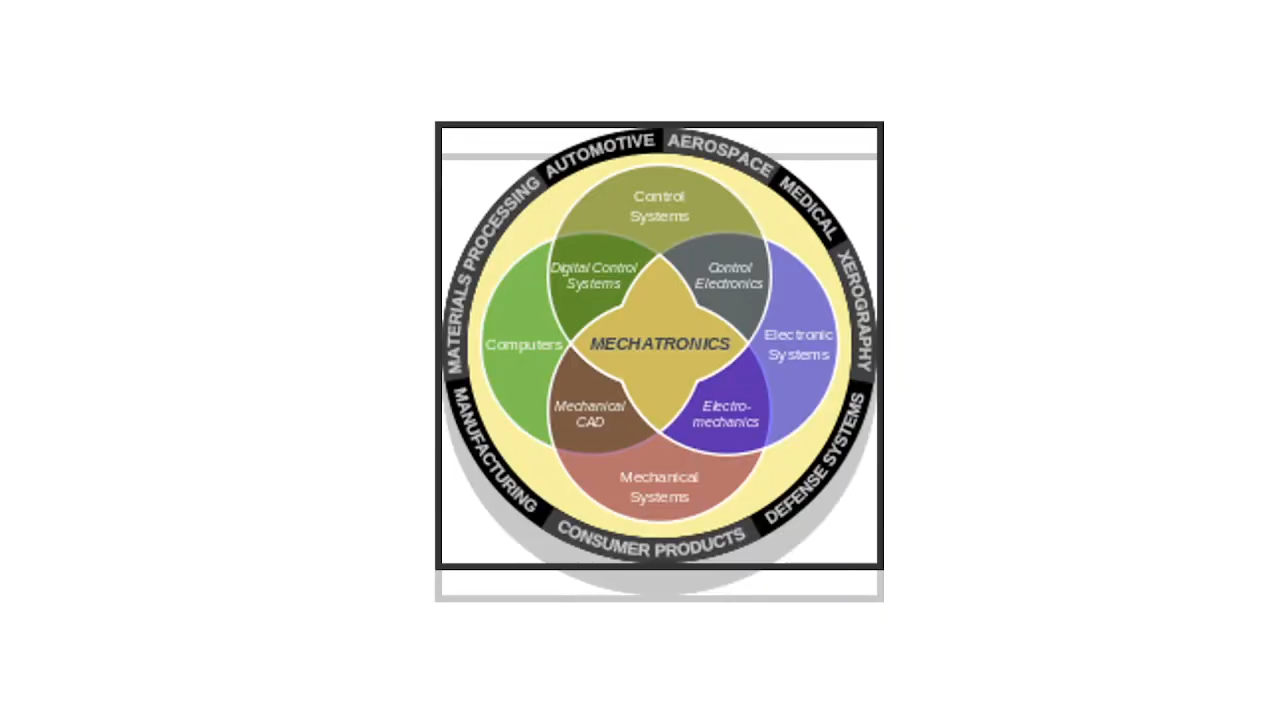 AUTOMOTIVE
AEROSPACE
MEDICAL
XEROGRAPHY
DEFENSE SYSTEMS
CONSUMER PRODUCTS
MANUFACTURING
MATERIALS PROCESSING
Control
Systems
Digital Control
Systems
Control
Electronics
Computers
MECHATRONICS
Electronic
Systems
Mechanical
CAD
Electro-
mechanics
Mechanical
Systems